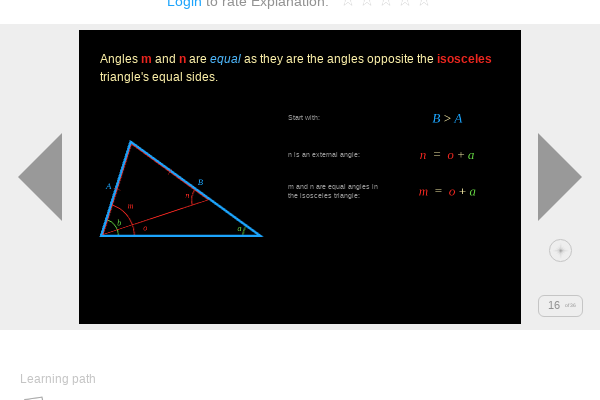 Login to rate Explanation:
Angles m and n are equal as they are the angles opposite the isosceles
triangle's equal sides.
Start with:
B > A
n is an external angle:
n = o + a
m and n are equal angles in
the isosceles triangle:
m = o + a
A
B
m
n
b
o
a
16 of 26
Learning path